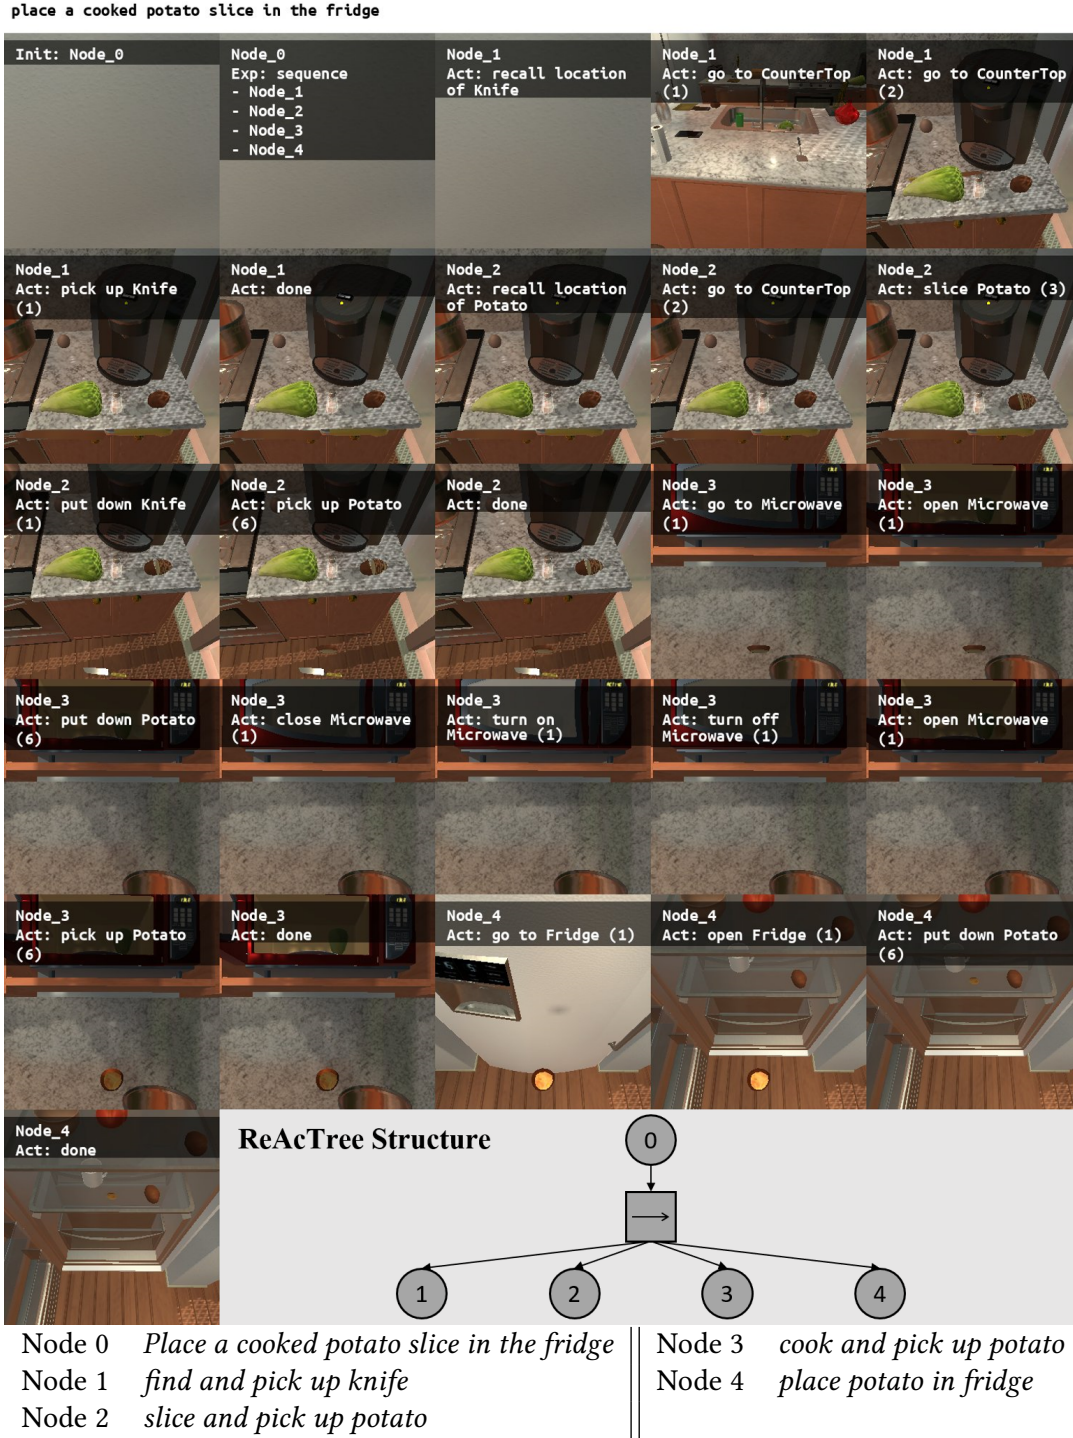 place a cooked potato slice in the fridge
Init: Node_0
Node_0
Exp: sequence
- Node_1
- Node_2
- Node_3
- Node_4
Node_1
Act: recall location
of Knife
Node_1
Act: go to CounterTop
(1)
Node_1
Act: go to CounterTop
(2)
Node_1
Act: pick up Knife
(1)
Node_1
Act: done
Node_2
Act: recall location
of Potato
Node_2
Act: go to CounterTop
(2)
Node_2
Act: slice Potato (3)
Node_2
Act: put down Knife
(1)
Node_2
Act: pick up Potato
(6)
Node_2
Act: done
Node_3
Act: go to Microwave
(1)
Node_3
Act: open Microwave
(1)
Node_3
Act: put down Potato
(6)
Node_3
Act: close Microwave
(1)
Node_3
Act: turn on
Microwave (1)
Node_3
Act: turn off
Microwave (1)
Node_3
Act: open Microwave
(1)
Node_3
Act: pick up Potato
(6)
Node_3
Act: done
Node_4
Act: go to Fridge (1)
Node_4
Act: open Fridge (1)
Node_4
Act: put down Potato
(6)
Node_4
Act: done
ReAcTree Structure
0
1
2
3
4
Node 0 Place a cooked potato slice in the fridge
Node 1 find and pick up knife
Node 2 slice and pick up potato
Node 3 cook and pick up potato
Node 4 place potato in fridge